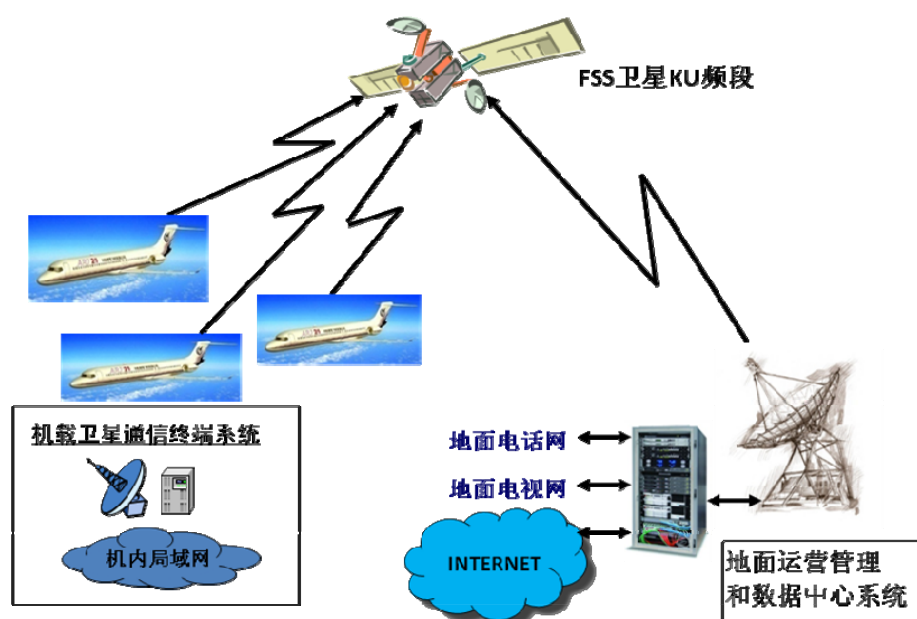 FSS卫星KU频段
机载卫星通信终端系统
机内局域网
地面电话网
地面电视网
INTERNET
地面运营管理
和数据中心系统